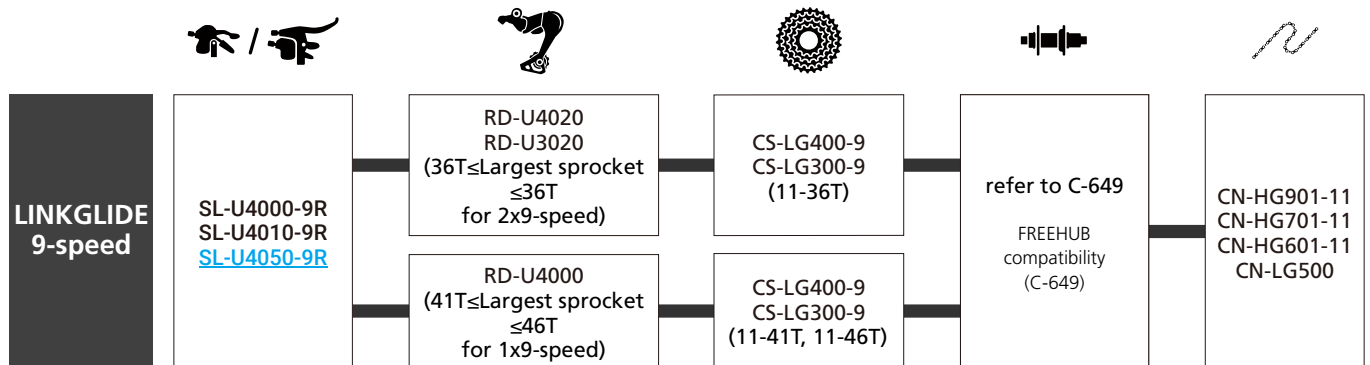 LINKGLIDE
9-speed
SL-U4000-9R
SL-U4010-9R
SL-U4050-9R
RD-U4020
RD-U3020
(36T≤Largest sprocket
≤36T
for 2x9-speed)
CS-LG400-9
CS-LG300-9
(11-36T)
RD-U4000
(41T≤Largest sprocket
≤46T
for 1x9-speed)
CS-LG400-9
CS-LG300-9
(11-41T, 11-46T)
refer to C-649
FREEHUB
compatibility
(C-649)
CN-HG901-11
CN-HG701-11
CN-HG601-11
CN-LG500